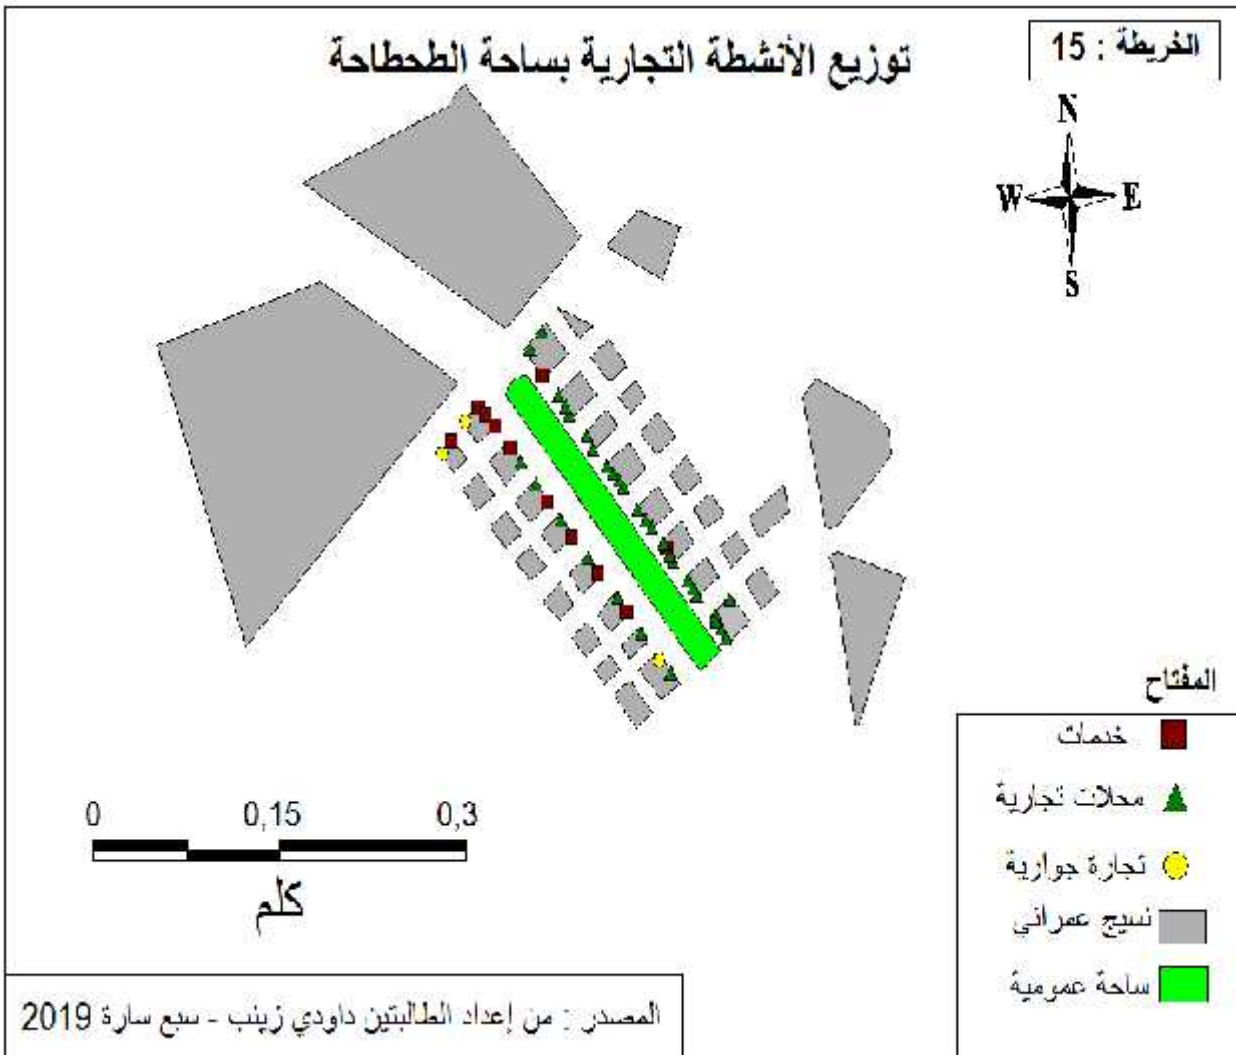 الخريطة : 15
توزيع الأنشطة التجارية بساحة الطحطاحة
N
W E
S
المفتاح
خدمات
محلات تجارية
تجارة جوارية
نسيج عمراني
ساحة عمومية
0 0,15 0,3
كلم
المصدر : من إعداد الطالبتين داودي زينب - سبع سارة 2019